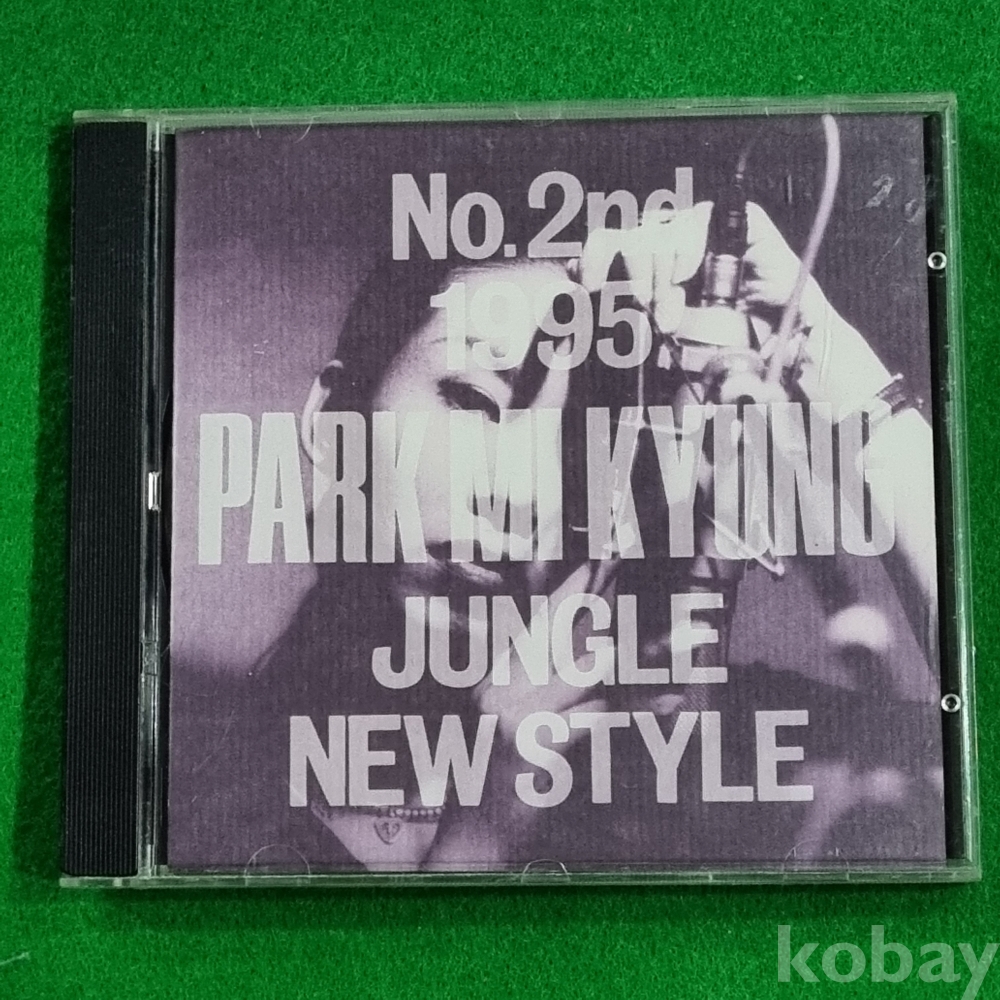 No. 2nd
1995'
PARK MI KYUNG
JUNGLE
NEW STYLE
kobay